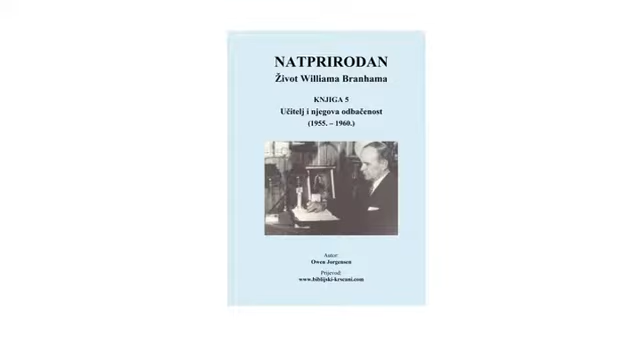 NATPRIRODAN
Život Williama Branhama
KNJIGA 5
Učitelj i njegova odbačenost
(1955. – 1960.)
Autor:
Owen Jorgensen
Prijevod:
www.biblijski-krscani.com